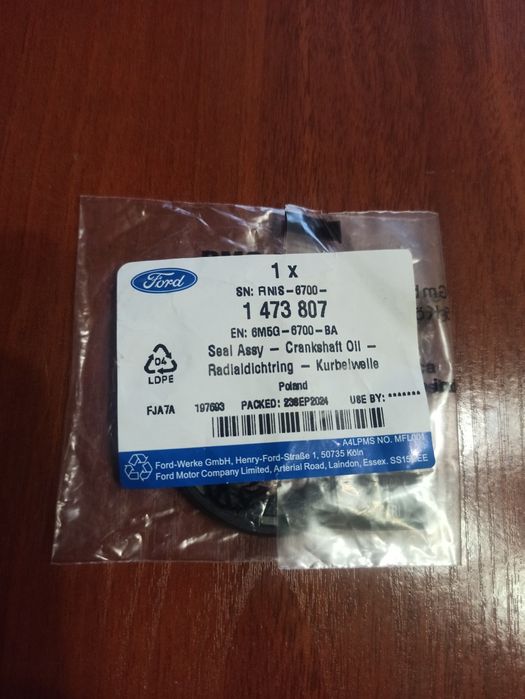 Ford
1 x
SN: FINIS-6700-
1 473 807
EN: 6M5G-6700-BA
Seal Assy - Crankshaft Oil -
Radialdichtring - Kurbelwelle
Poland
04
LDPE
FJA7A 197693 PACKED: 23SEP2024 USE BY: *******
A4LPMS NO. MFL001
Ford-Werke GmbH, Henry-Ford-Straße 1, 50735 Köln
Ford Motor Company Limited, Arterial Road, Laindon, Essex.